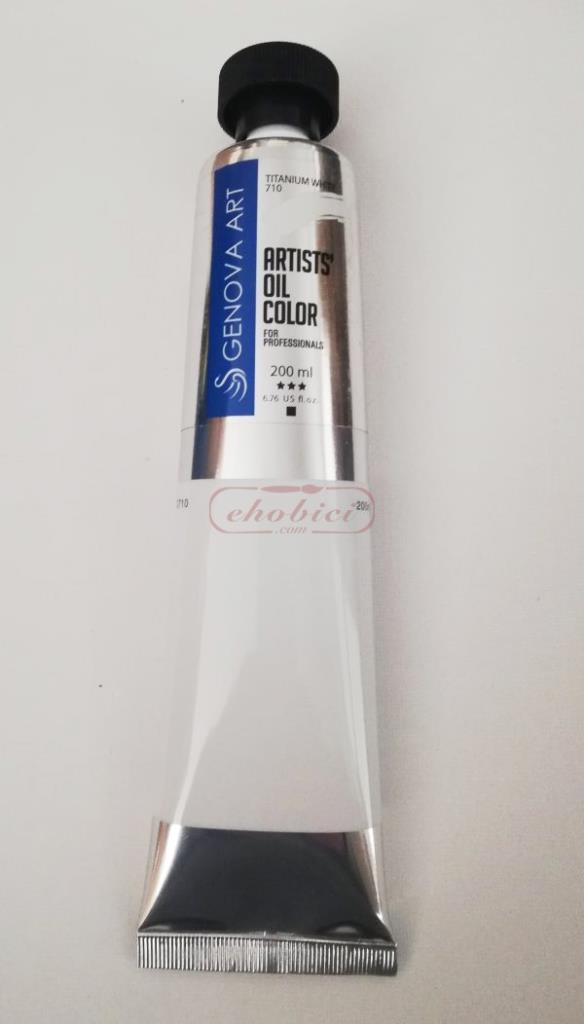 TITANIUM WHITE
710
GENOVA ART
ARTISTS'
OIL
COLOR
FOR
PROFESSIONALS
200 ml
6.76 US fl.oz.
710
ehobici
.com